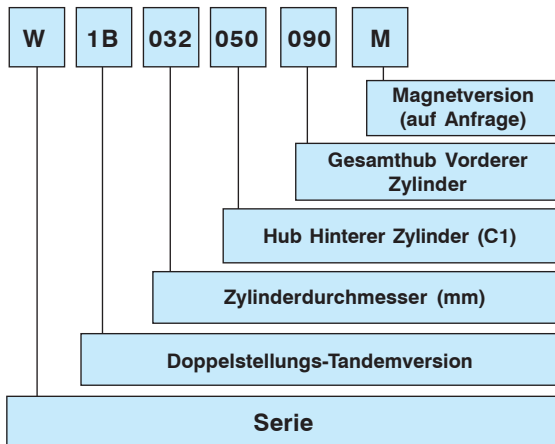 W 1B 032 050 090 M
Magnetversion
(auf Anfrage)
Gesamthub Vorderer
Zylinder
Hub Hinterer Zylinder (C1)
Zylinderdurchmesser (mm)
Doppelstellungs-Tandemversion
Serie